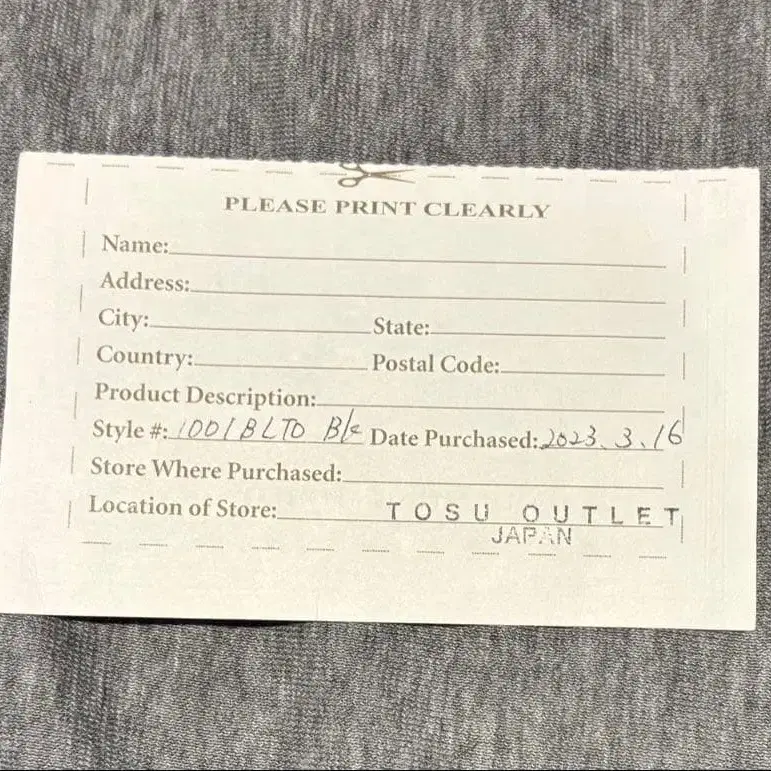 PLEASE PRINT CLEARLY
Name:
Address:
City: State:
Country: Postal Code:
Product Description:
Style #: 1001BLTO Blk Date Purchased: 2023.3.16
Store Where Purchased:
Location of Store: TOSU OUTLET
JAPAN